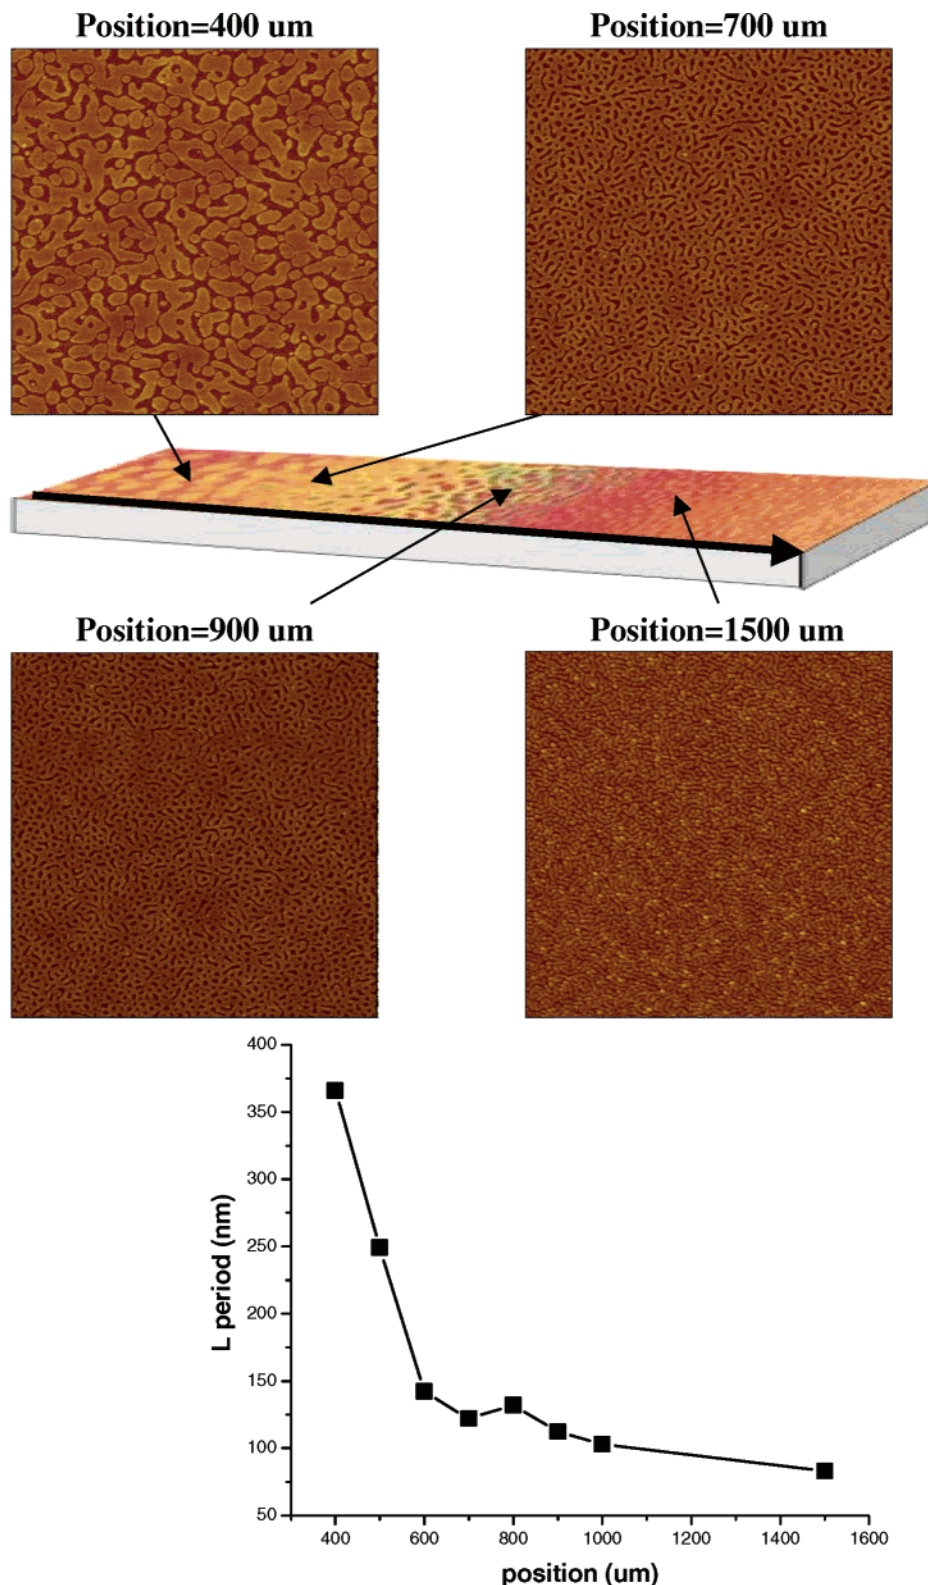 Position=400 um
Position=700 um
Position=900 um
Position=1500 um
400
350
300
250
200
150
100
50
L period (nm)
400 600 800 1000 1200 1400 1600
position (um)